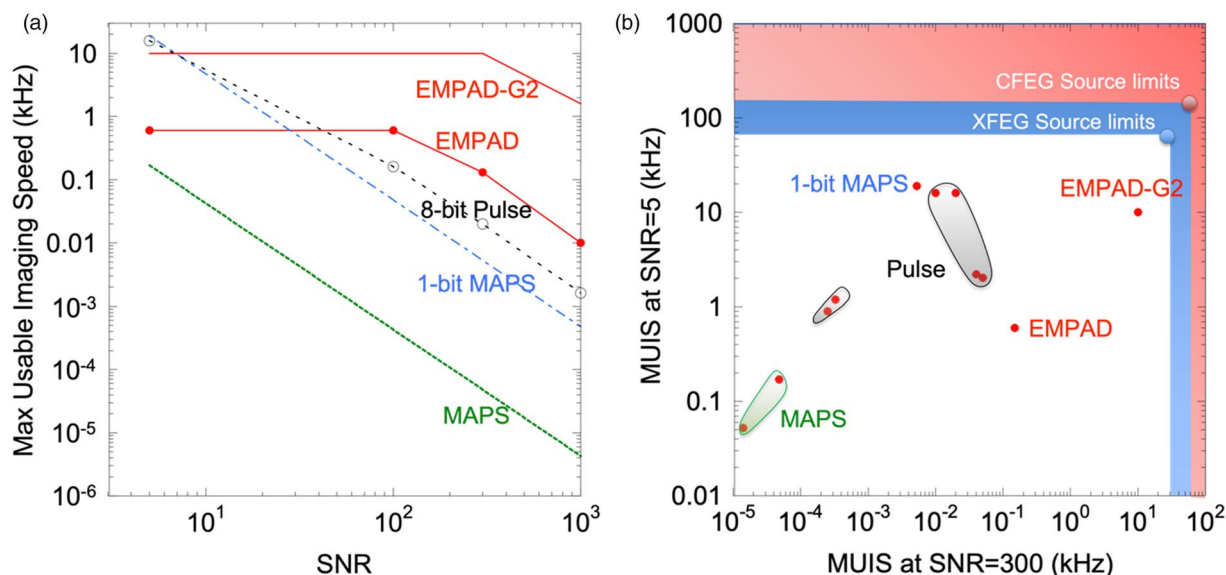 (a)
Max Usable Imaging Speed (kHz)
10
1
0.1
0.01
10⁻³
10⁻⁴
10⁻⁵
10⁻⁶
EMPAD-G2
EMPAD
8-bit Pulse
1-bit MAPS
MAPS
10¹
10²
10³
SNR
(b)
MUIS at SNR=5 (kHz)
1000
100
10
1
0.1
0.01
CFEG Source limits
XFEG Source limits
1-bit MAPS
EMPAD-G2
Pulse
EMPAD
MAPS
10⁻⁵
10⁻⁴
10⁻³
10⁻²
10⁻¹
10⁰
10¹
10²
MUIS at SNR=300 (kHz)